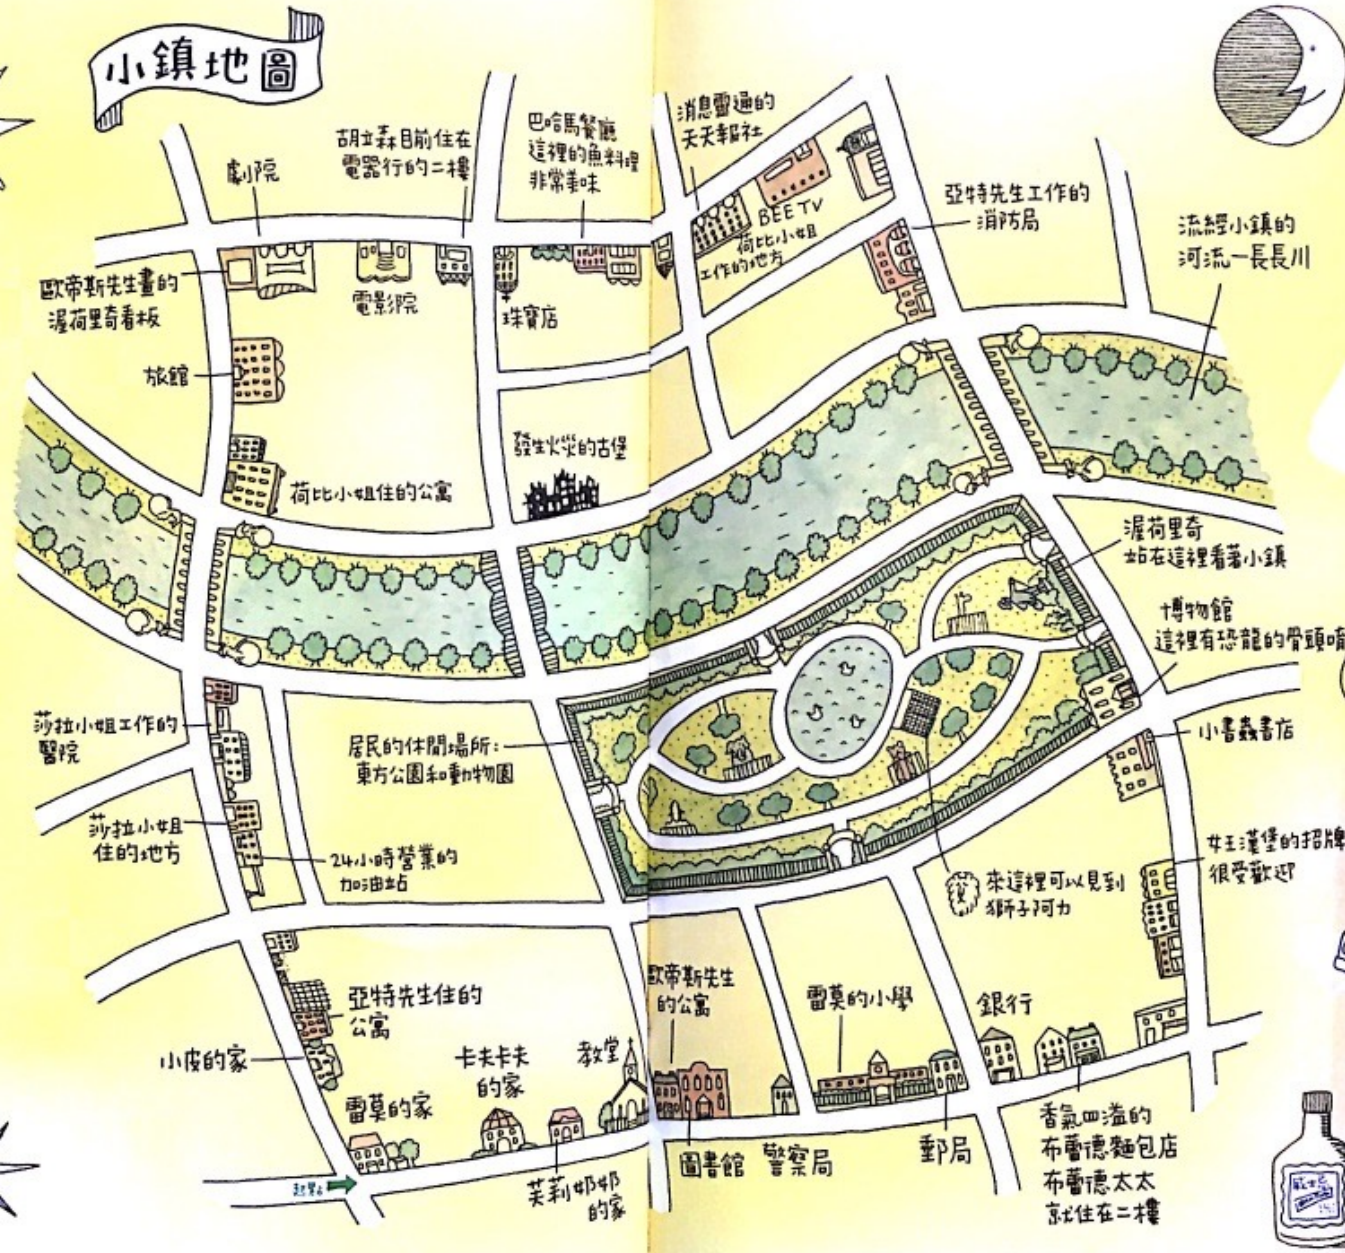 小鎮地圖
劇院
胡立森目前住在
電器行的二樓
巴哈馬餐廳
這裡的魚料理
非常美味
消息靈通的
天天報社
BEE TV
荷比小姐
工作的地方
亞特先生工作的
消防局
流經小鎮的
河流—長長川
歐帝斯先生畫的
渥荷里奇看板
電影院
珠寶店
旅館
荷比小姐住的公寓
發生火災的古堡
渥荷里奇
站在這裡看著小鎮
博物館
這裡有恐龍的骨頭唷
莎拉小姐工作的
醫院
居民的休閒場所：
東方公園和動物園
小書蟲書店
莎拉小姐
住的地方
24小時營業的
加油站
女王漢堡的招牌
很受歡迎
來這裡可以見到
獅子阿力
亞特先生住的
公寓
歐帝斯先生
的公寓
雷莫的小學
銀行
小皮的家
卡夫卡夫
的家
教堂
雷莫的家
芙莉奶奶
的家
圖書館
警察局
郵局
香氣四溢的
布蕾德麵包店
布蕾德太太
就住在二樓
起點